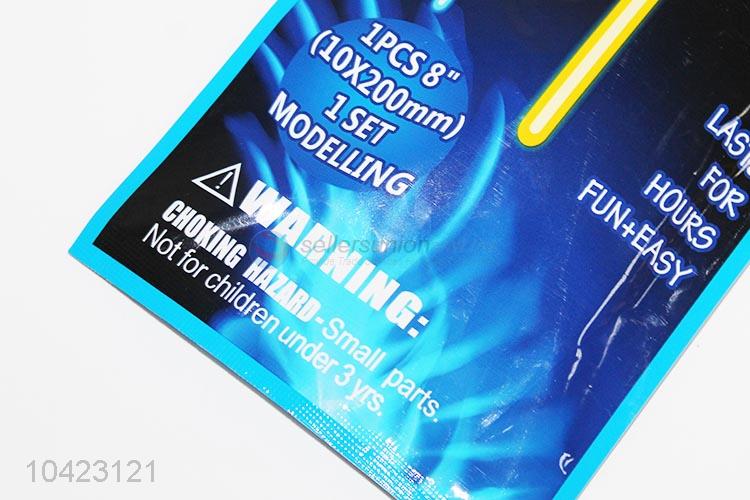 1PCS 8"
(10X200mm)
1 SET
MODELLING
FOR
HOURS
FUN+EASY
WARNING:
CHOKING HAZARD-Small parts.
Not for children under 3 yrs.
sellersunion
10423121